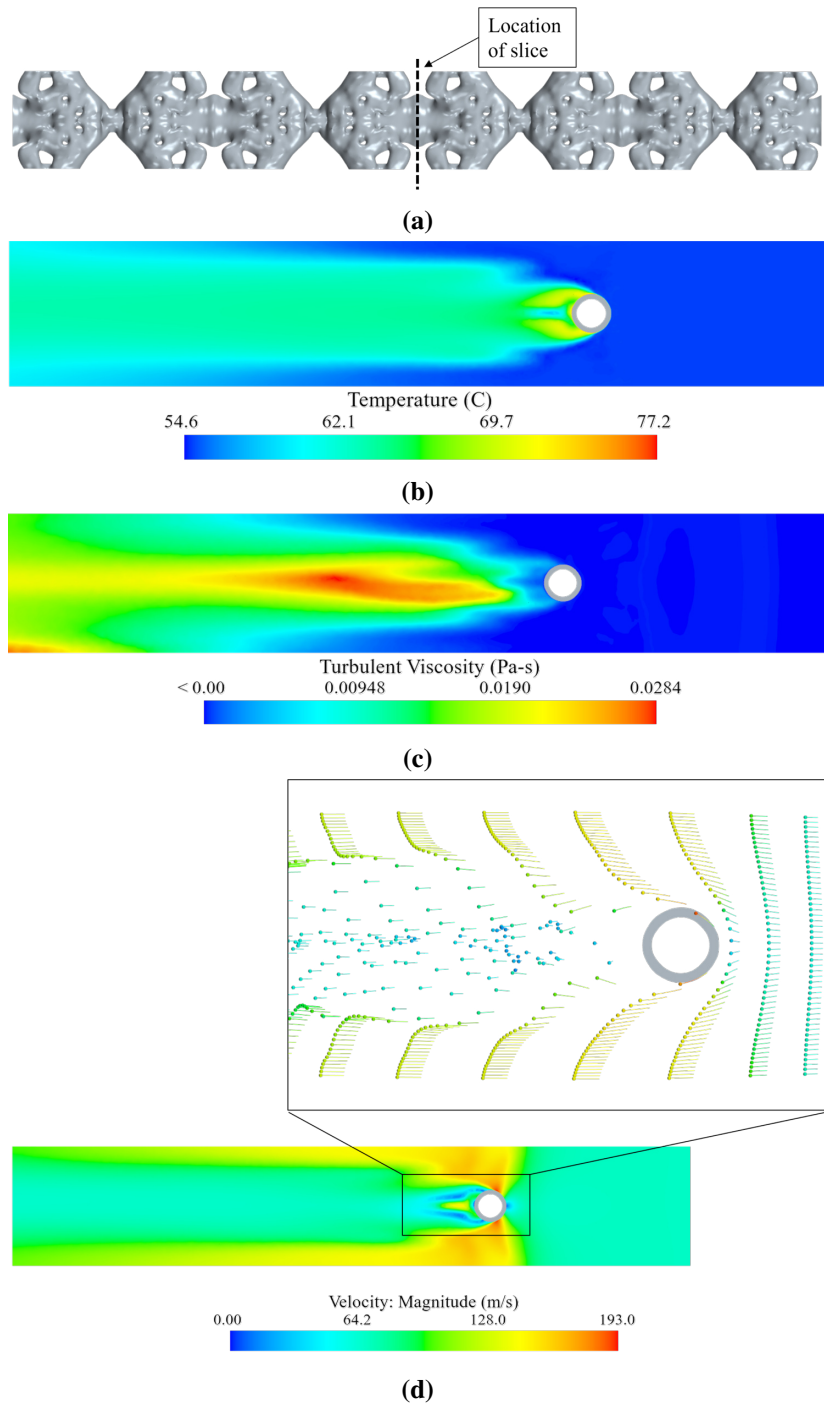 Location
of slice
(a)
Temperature (C)
54.6 62.1 69.7 77.2
(b)
Turbulent Viscosity (Pa-s)
< 0.00 0.00948 0.0190 0.0284
(c)
Velocity: Magnitude (m/s)
0.00 64.2 128.0 193.0
(d)